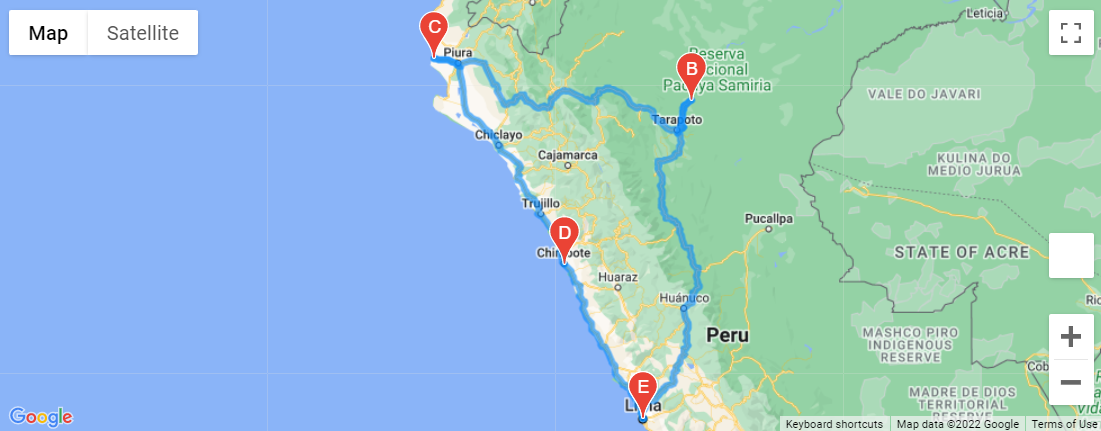 Map
Satellite
C
Piura
Leticia
Reserva
Nacional
Pacaya Samiria
B
VALE DO JAVARI
Tarapoto
Chiclayo
Cajamarca
KULINA DO
MEDIO JURUA
Trujillo
Pucallpa
D
Chimbote
STATE OF ACRE
Huaraz
Huánuco
Peru
MASHCO PIRO
INDIGENOUS
RESERVE
E
Lima
MADRE DE DIOS
TERRITORIAL
RESERVE
Google
Keyboard shortcuts
Map data ©2022 Google
Terms of Use